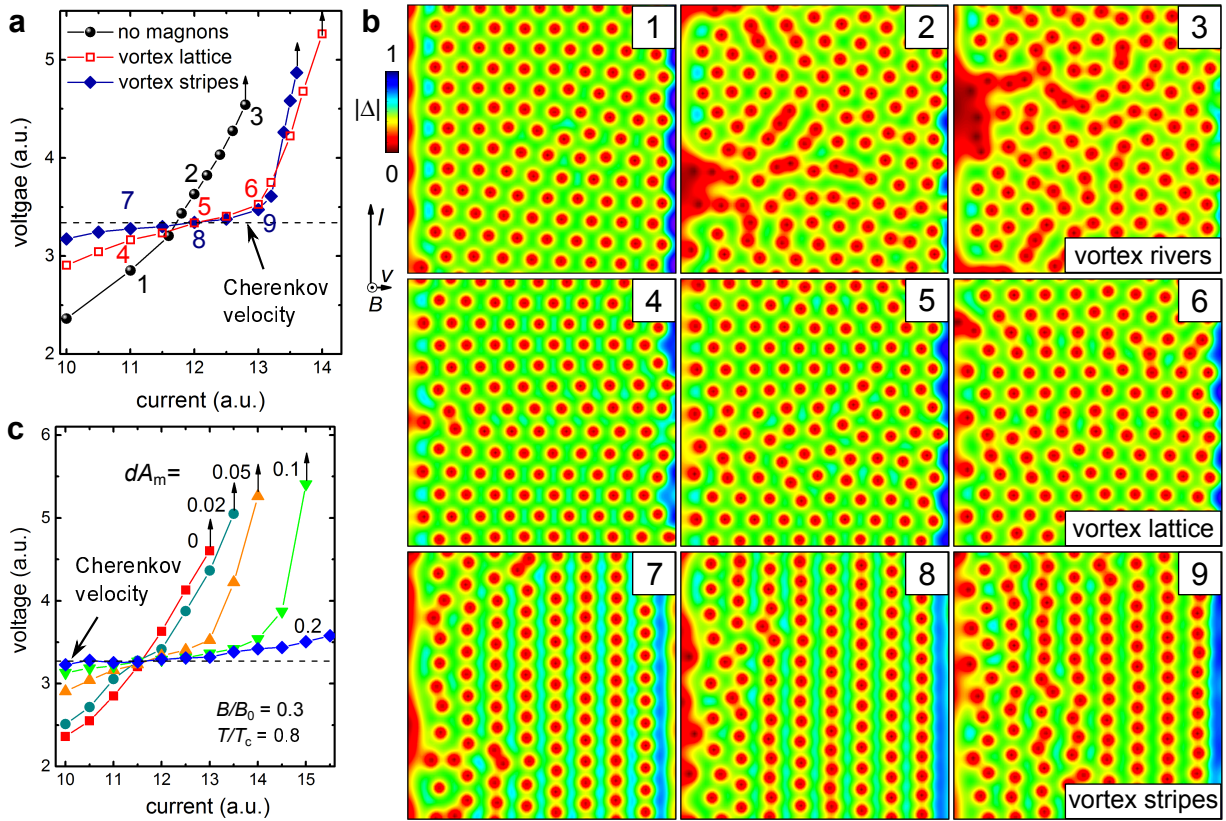 a
no magnons
vortex lattice
vortex stripes
5
4
3
2
voltgae (a.u.)
10 11 12 13 14
current (a.u.)
1
2
3
4
5
6
7
8
9
Cherenkov
velocity
b
1
|Δ|
0
I
v
B
1
2
3
vortex rivers
4
5
6
vortex lattice
7
8
9
vortex stripes
c
6
5
4
3
2
voltage (a.u.)
10 11 12 13 14 15
current (a.u.)
dAm=
0
0.02
0.05
0.1
0.2
Cherenkov
velocity
B/B0 = 0.3
T/Tc = 0.8